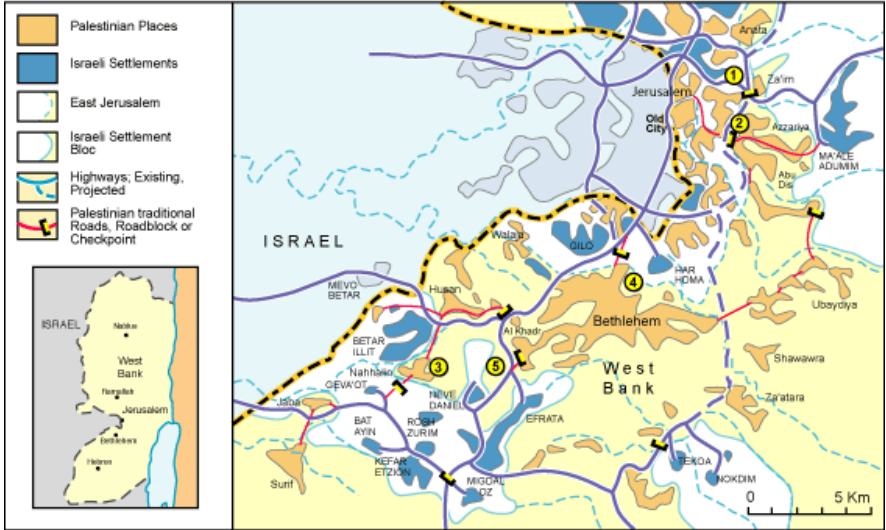 Palestinian Places
Israeli Settlements
East Jerusalem
Israeli Settlement
Bloc
Highways; Existing,
Projected
Palestinian traditional
Roads, Roadblock or
Checkpoint
ISRAEL
Nablus
West
Bank
Ramallah
Jerusalem
Bethlehem
Hebron
Anata
1
Za'im
Jerusalem
Old
City
2
Azzariya
MA'ALE
ADUMIM
Abu
Dis
ISRAEL
Walaja
GILO
HAR
HOMA
4
MEVO
BETAR
Husan
Ubaydiya
Al Khadr
Bethlehem
BETAR
ILLIT
Nahhalin
3
5
West
Bank
Shawawra
GEVA'OT
NEVE
DANIEL
Za'atara
Jaba
BAT
AYIN
ROSH
ZURIM
EFRATA
KEFAR
ETZION
TEKOA
Surif
MIGDAL
OZ
NOKDIM
0 5 Km